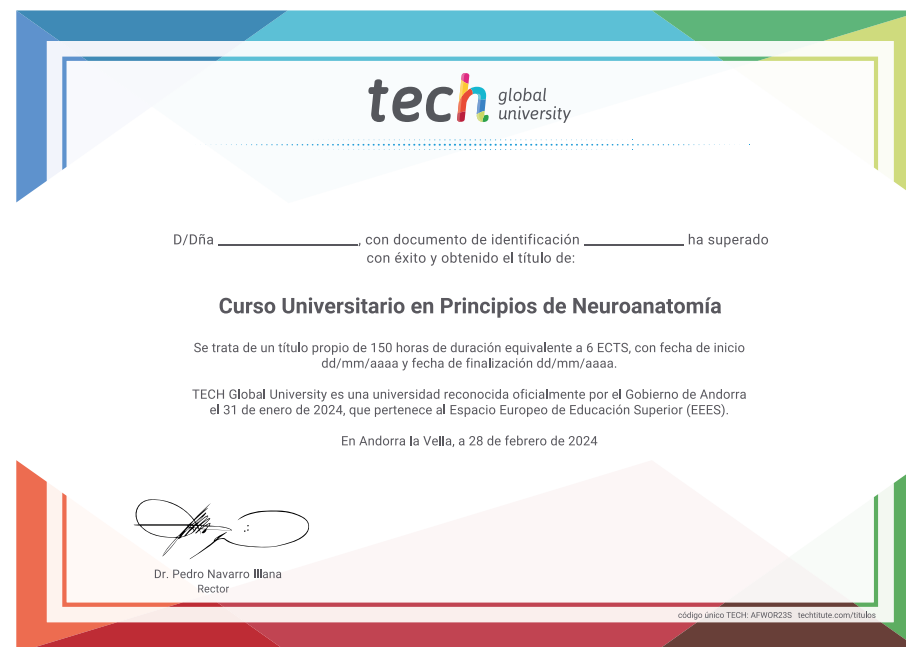 tech global university
D/Dña ____________________, con documento de identificación ______________ ha superado
con éxito y obtenido el título de:
Curso Universitario en Principios de Neuroanatomía
Se trata de un título propio de 150 horas de duración equivalente a 6 ECTS, con fecha de inicio
dd/mm/aaaa y fecha de finalización dd/mm/aaaa.
TECH Global University es una universidad reconocida oficialmente por el Gobierno de Andorra
el 31 de enero de 2024, que pertenece al Espacio Europeo de Educación Superior (EEES).
En Andorra la Vella, a 28 de febrero de 2024
Dr. Pedro Navarro Illana
Rector
código único TECH: AFWOR23S techtitute.com/titulos